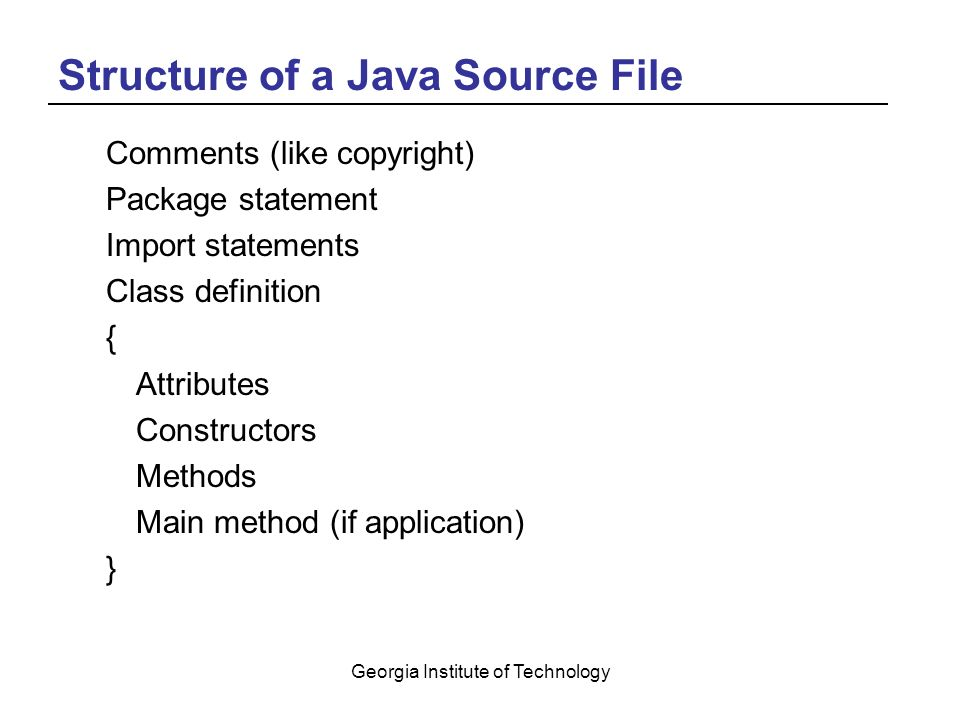 Structure of a Java Source File
Comments (like copyright)
Package statement
Import statements
Class definition
{
Attributes
Constructors
Methods
Main method (if application)
}
Georgia Institute of Technology